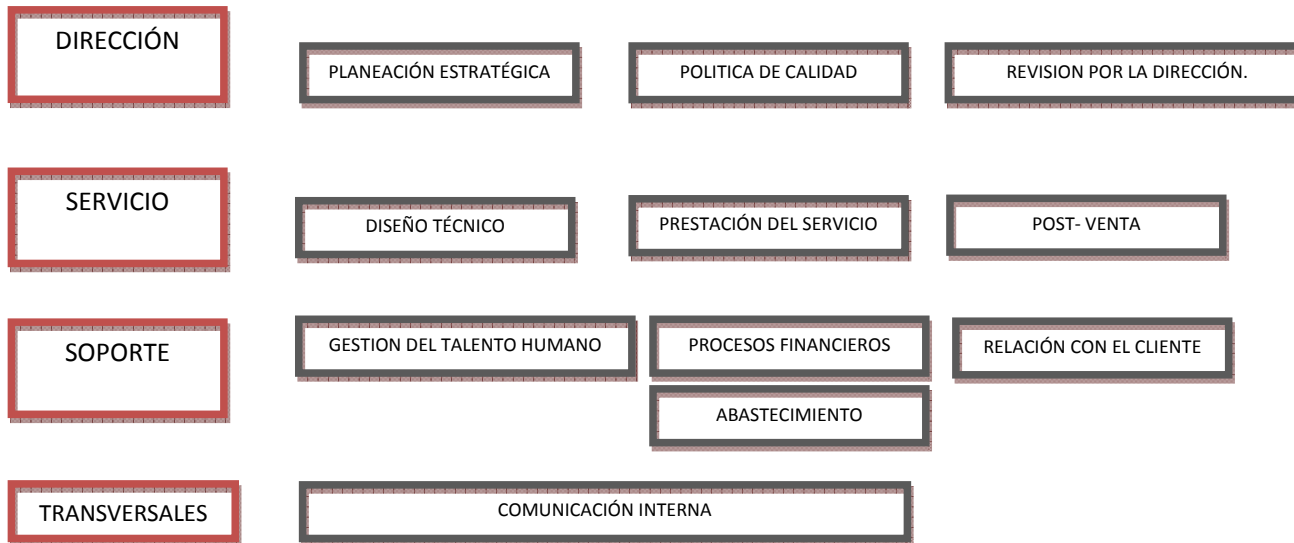 DIRECCIÓN
PLANEACIÓN ESTRATÉGICA
POLITICA DE CALIDAD
REVISION POR LA DIRECCIÓN.
SERVICIO
DISEÑO TÉCNICO
PRESTACIÓN DEL SERVICIO
POST- VENTA
SOPORTE
GESTION DEL TALENTO HUMANO
PROCESOS FINANCIEROS
RELACIÓN CON EL CLIENTE
ABASTECIMIENTO
TRANSVERSALES
COMUNICACIÓN INTERNA